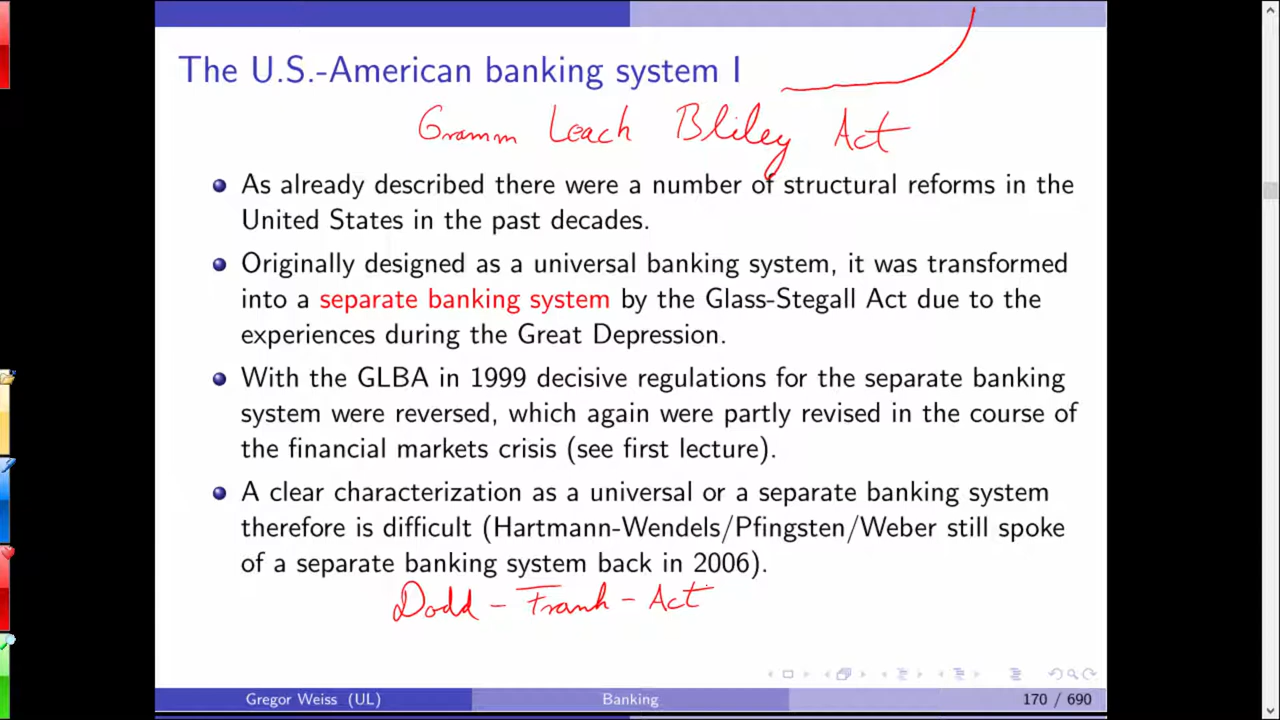 The U.S.-American banking system I
Gramm Leach Bliley Act
As already described there were a number of structural reforms in the
United States in the past decades.
Originally designed as a universal banking system, it was transformed
into a separate banking system by the Glass-Stegall Act due to the
experiences during the Great Depression.
With the GLBA in 1999 decisive regulations for the separate banking
system were reversed, which again were partly revised in the course of
the financial markets crisis (see first lecture).
A clear characterization as a universal or a separate banking system
therefore is difficult (Hartmann-Wendels/Pfingsten/Weber still spoke
of a separate banking system back in 2006).
Dodd-Frank-Act
Gregor Weiss (UL) Banking 170 / 690